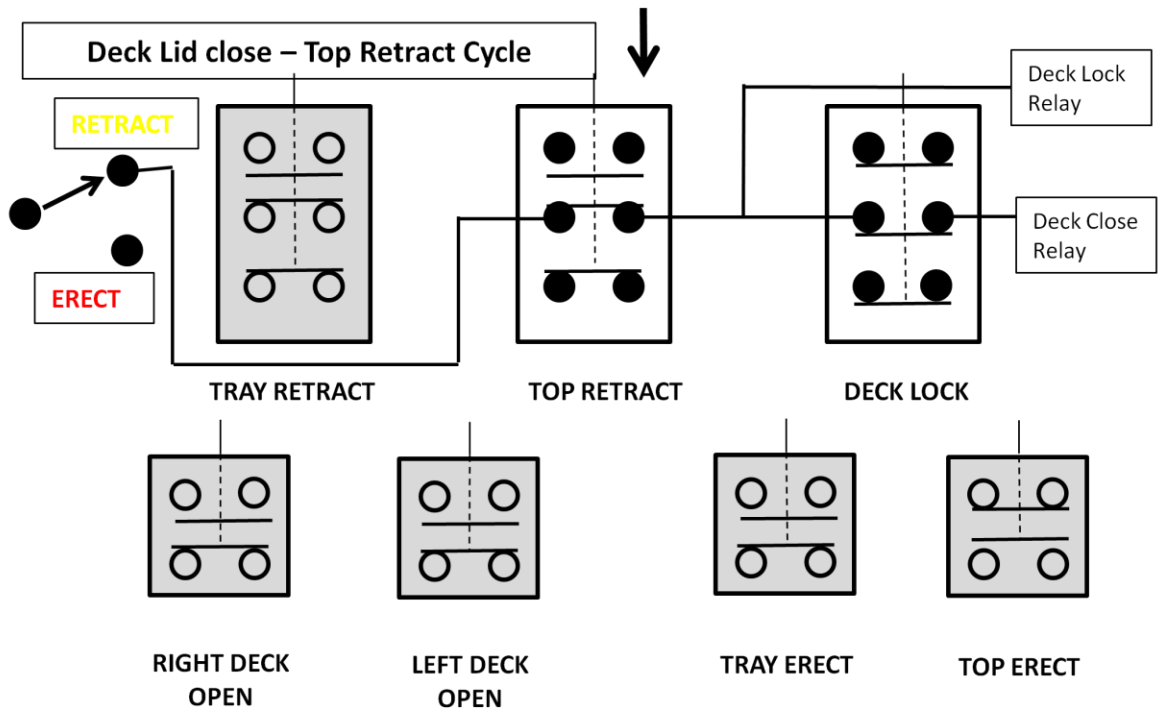 Deck Lid close – Top Retract Cycle
RETRACT
ERECT
Deck Lock
Relay
Deck Close
Relay
TRAY RETRACT
TOP RETRACT
DECK LOCK
RIGHT DECK
OPEN
LEFT DECK
OPEN
TRAY ERECT
TOP ERECT